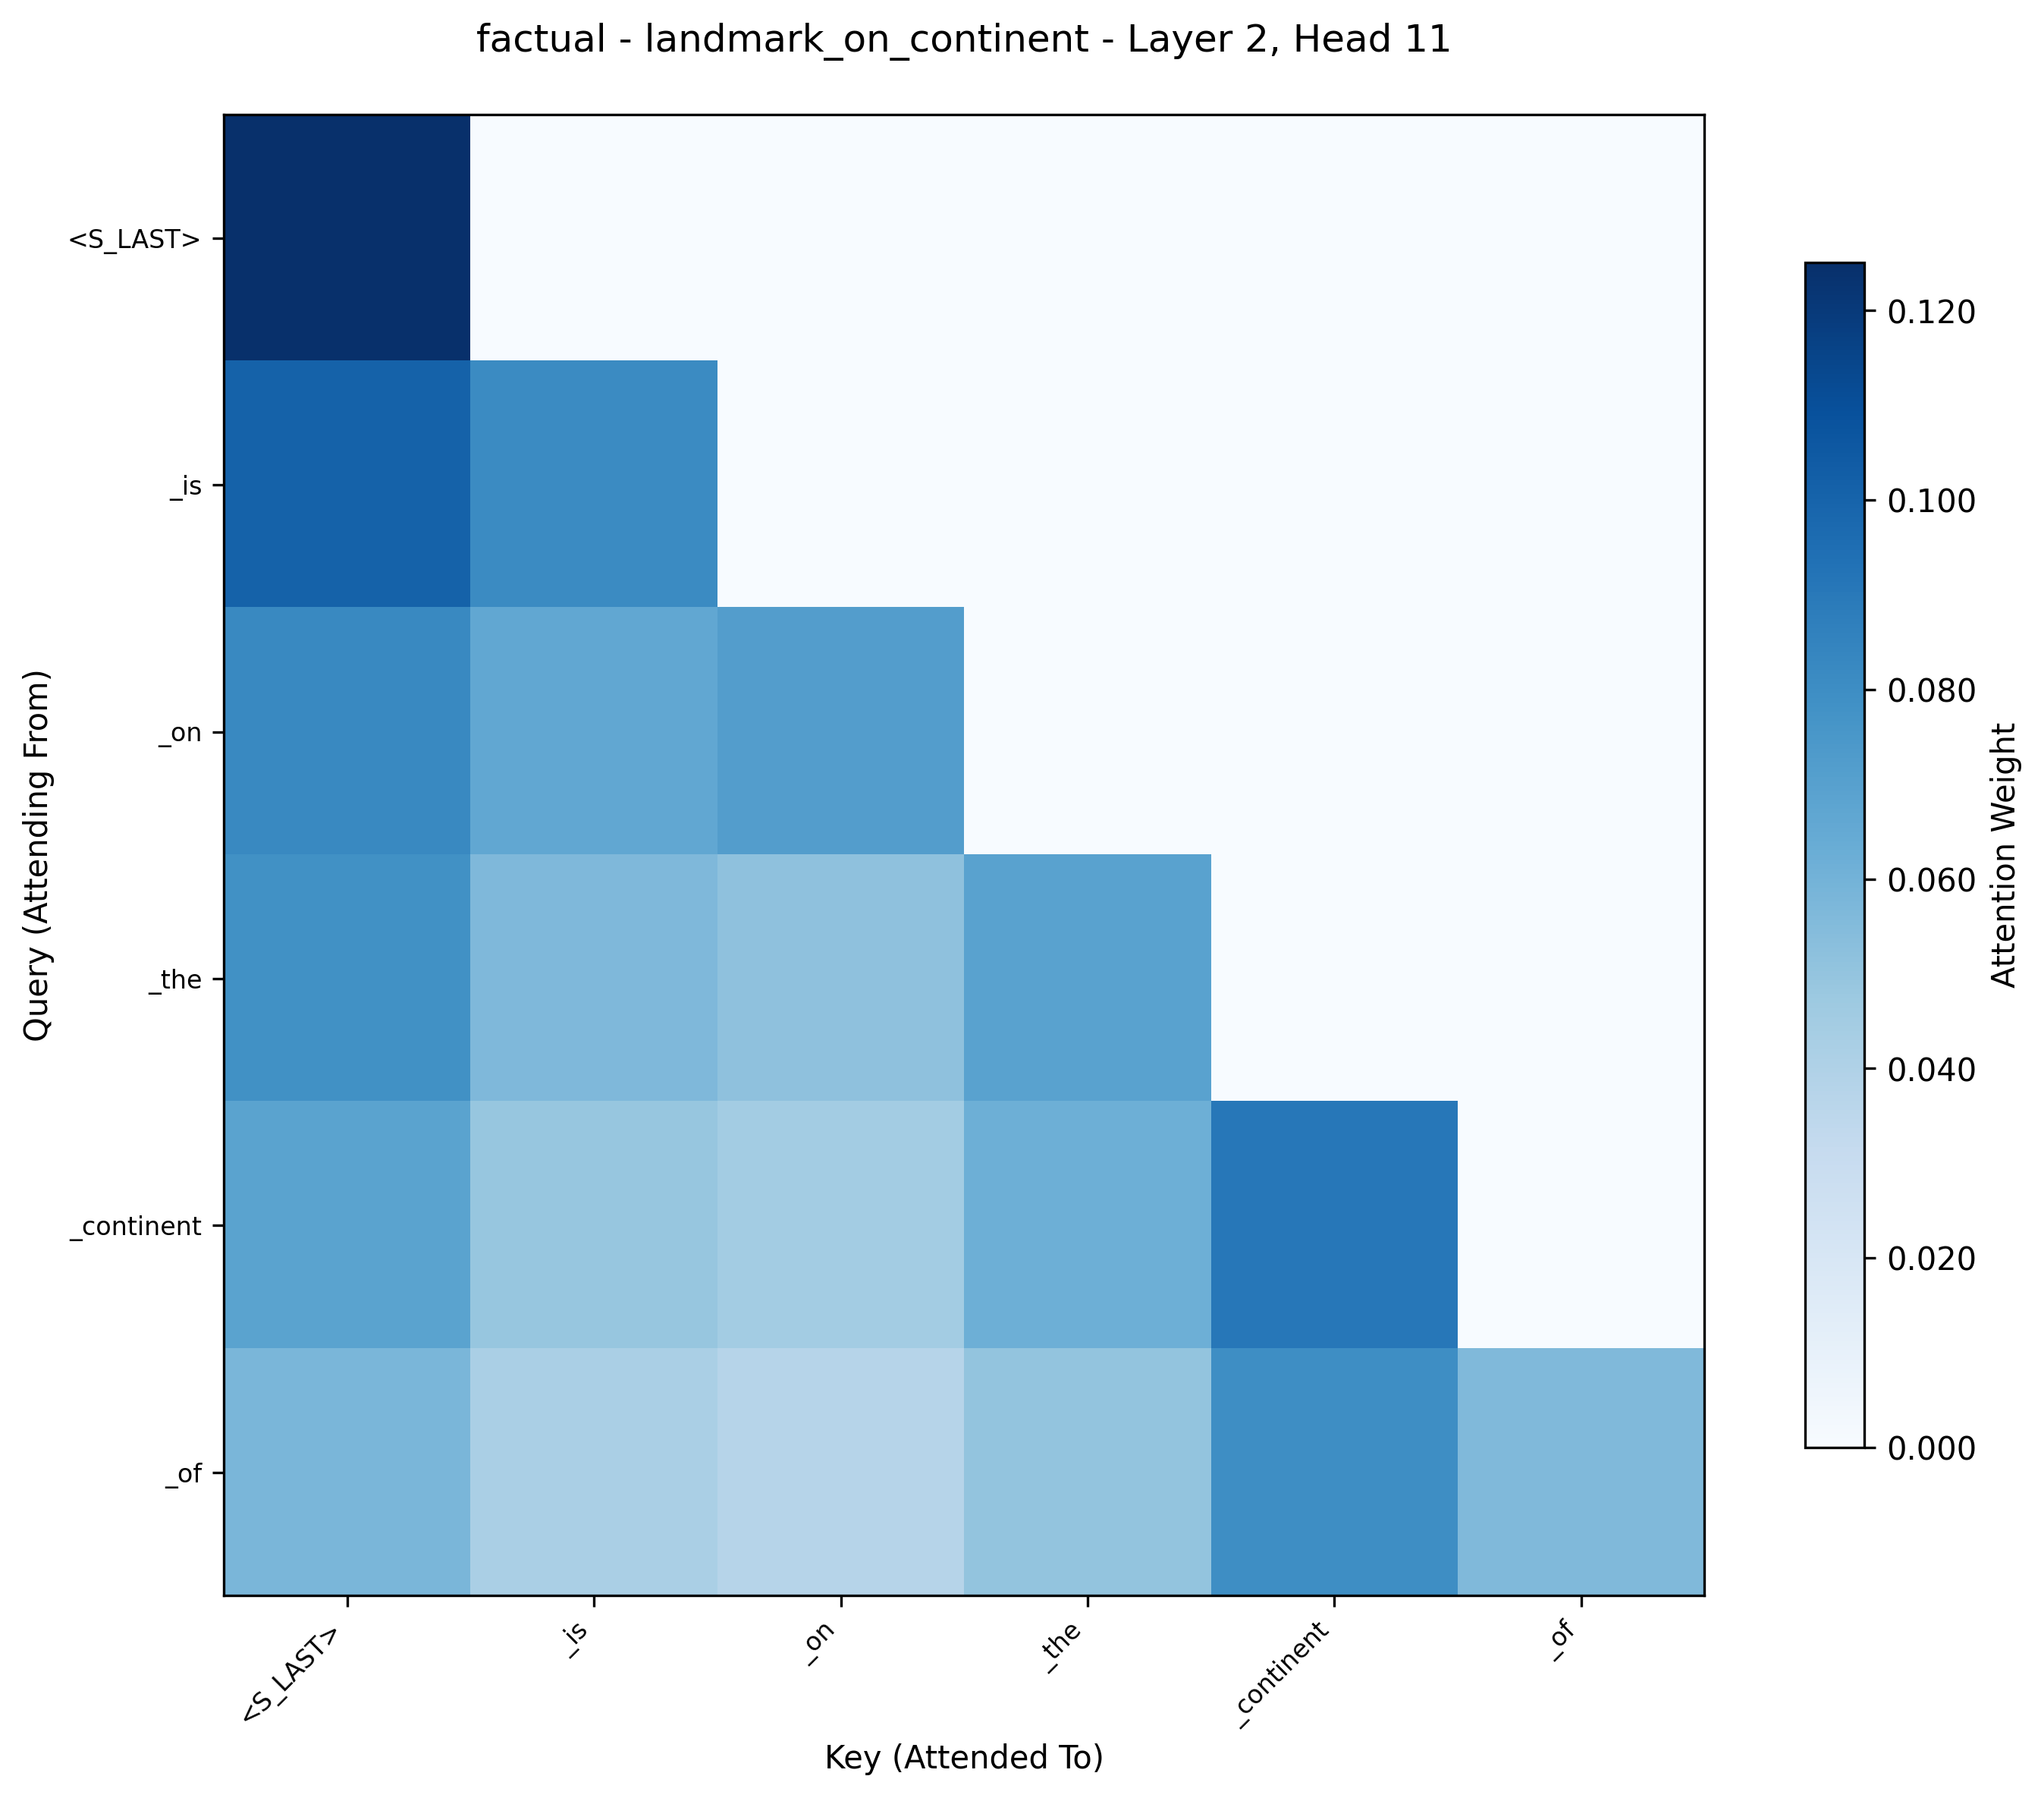 factual - landmark_on_continent - Layer 2, Head 11
Query (Attending From)
<S_LAST>
_is
_on
_the
_continent
_of
<S_LAST>
_is
_on
_the
_continent
_of
Key (Attended To)
0.120
0.100
0.080
0.060
0.040
0.020
0.000
Attention Weight